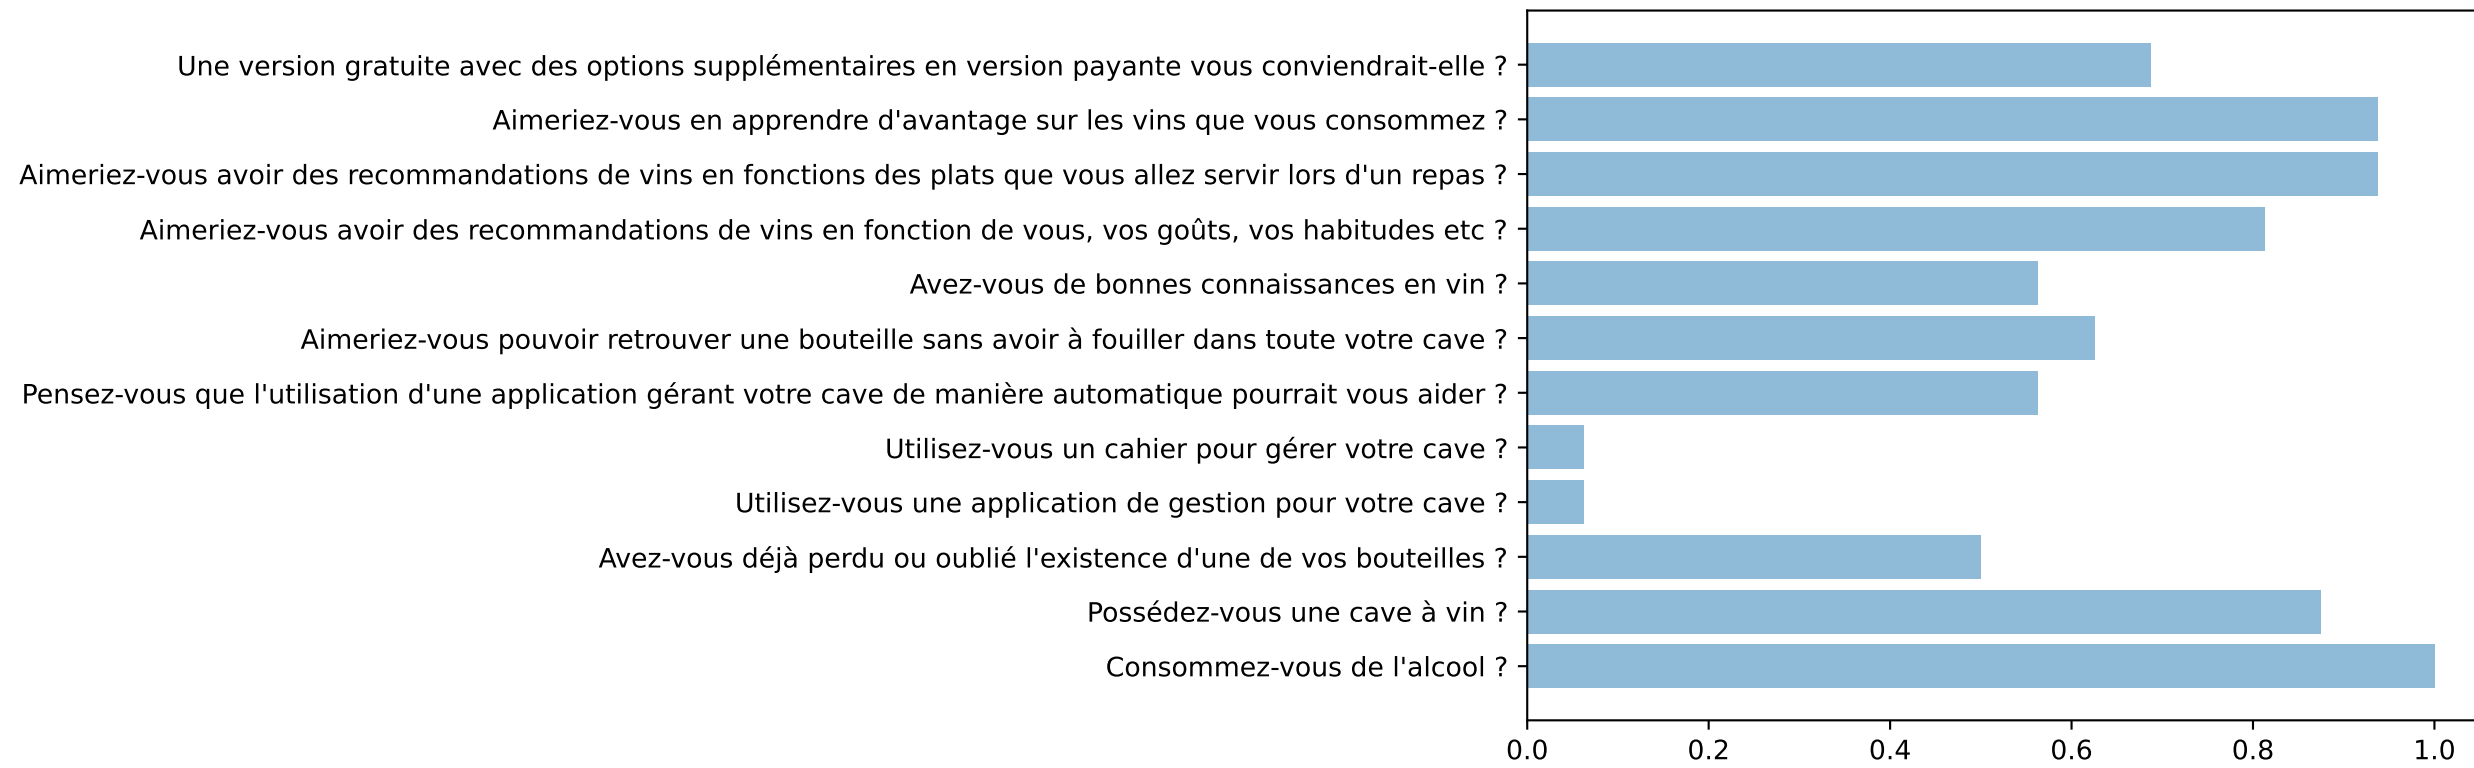 Une version gratuite avec des options supplémentaires en version payante vous conviendrait-elle ?
Aimeriez-vous en apprendre d'avantage sur les vins que vous consommez ?
Aimeriez-vous avoir des recommandations de vins en fonctions des plats que vous allez servir lors d'un repas ?
Aimeriez-vous avoir des recommandations de vins en fonction de vous, vos goûts, vos habitudes etc ?
Avez-vous de bonnes connaissances en vin ?
Aimeriez-vous pouvoir retrouver une bouteille sans avoir à fouiller dans toute votre cave ?
Pensez-vous que l'utilisation d'une application gérant votre cave de manière automatique pourrait vous aider ?
Utilisez-vous un cahier pour gérer votre cave ?
Utilisez-vous une application de gestion pour votre cave ?
Avez-vous déjà perdu ou oublié l'existence d'une de vos bouteilles ?
Possédez-vous une cave à vin ?
Consommez-vous de l'alcool ?
0.0 0.2 0.4 0.6 0.8 1.0